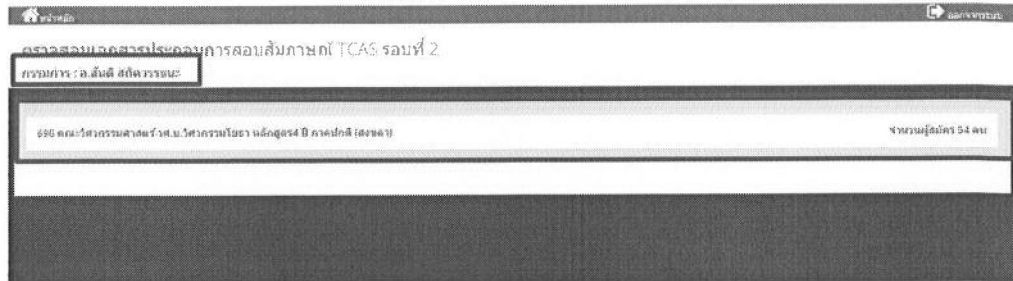 หน้าหลัก
ออกจากระบบ
ตรวจสอบเอกสารประกอบการสอบสัมภาษณ์ TCAS รอบที่ 2
กรรมการ : อ.สันติ สถิตวรรธนะ
696 คณะวิศวกรรมศาสตร์ วศ.บ.วิศวกรรมโยธา หลักสูตร4 ปี ภาคปกติ (สงขลา)
จำนวนผู้สมัคร 54 คน